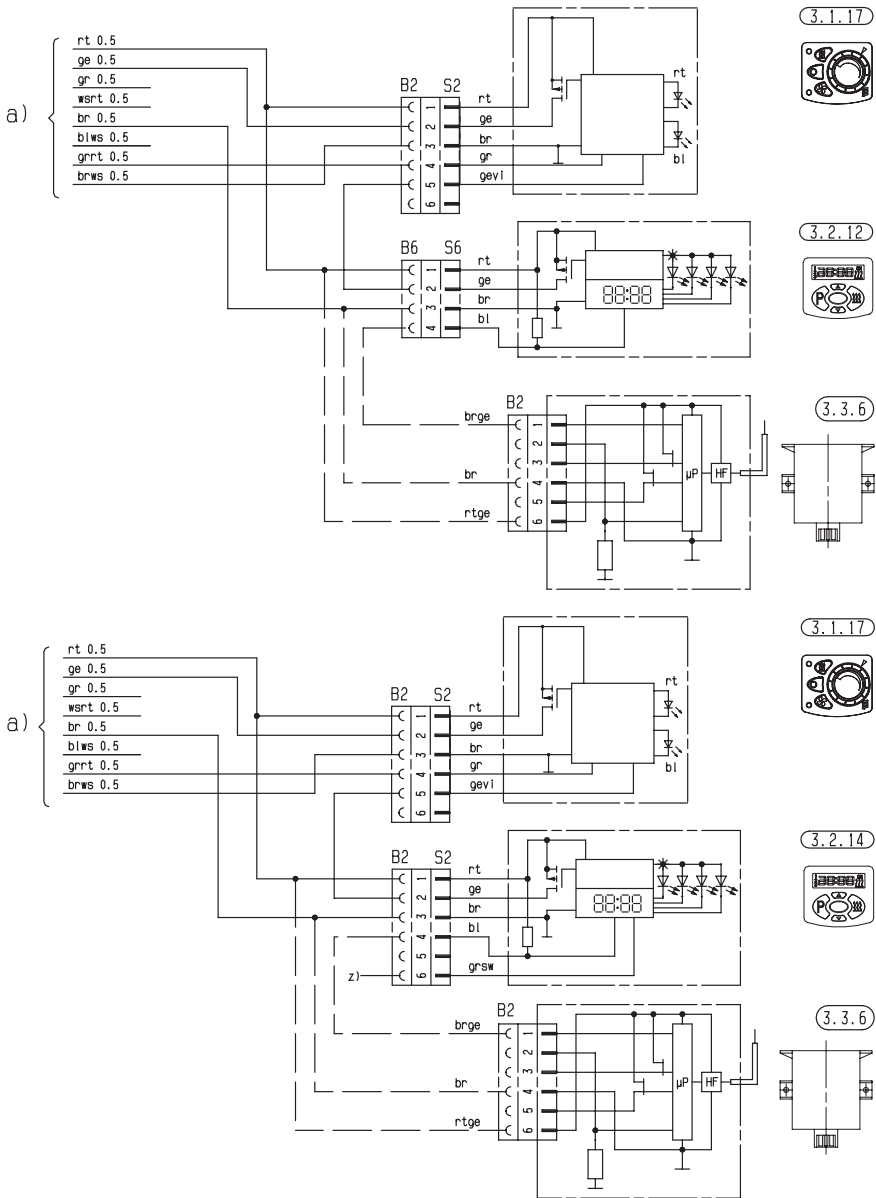 3.1.17
rt 0.5
ge 0.5
gr 0.5
wsrt 0.5
br 0.5
blws 0.5
grrt 0.5
brws 0.5
a)
B2 S2
1 rt
2 ge
3 br
4 gr
5 gevi
6
rt
bl
3.2.12
B6 S6
1 rt
2 ge
3 br
4 bl
88:88
P
3.3.6
B2
brge 1
2
3
br 4
5
rtge 6
µP
HF
3.1.17
rt 0.5
ge 0.5
gr 0.5
wsrt 0.5
br 0.5
blws 0.5
grrt 0.5
brws 0.5
a)
B2 S2
1 rt
2 ge
3 br
4 gr
5 gevi
6
rt
bl
3.2.14
B2 S2
1 rt
2 ge
3 br
4 bl
5
z) 6 grsw
88:88
P
3.3.6
B2
brge 1
2
3
br 4
5
rtge 6
µP
HF